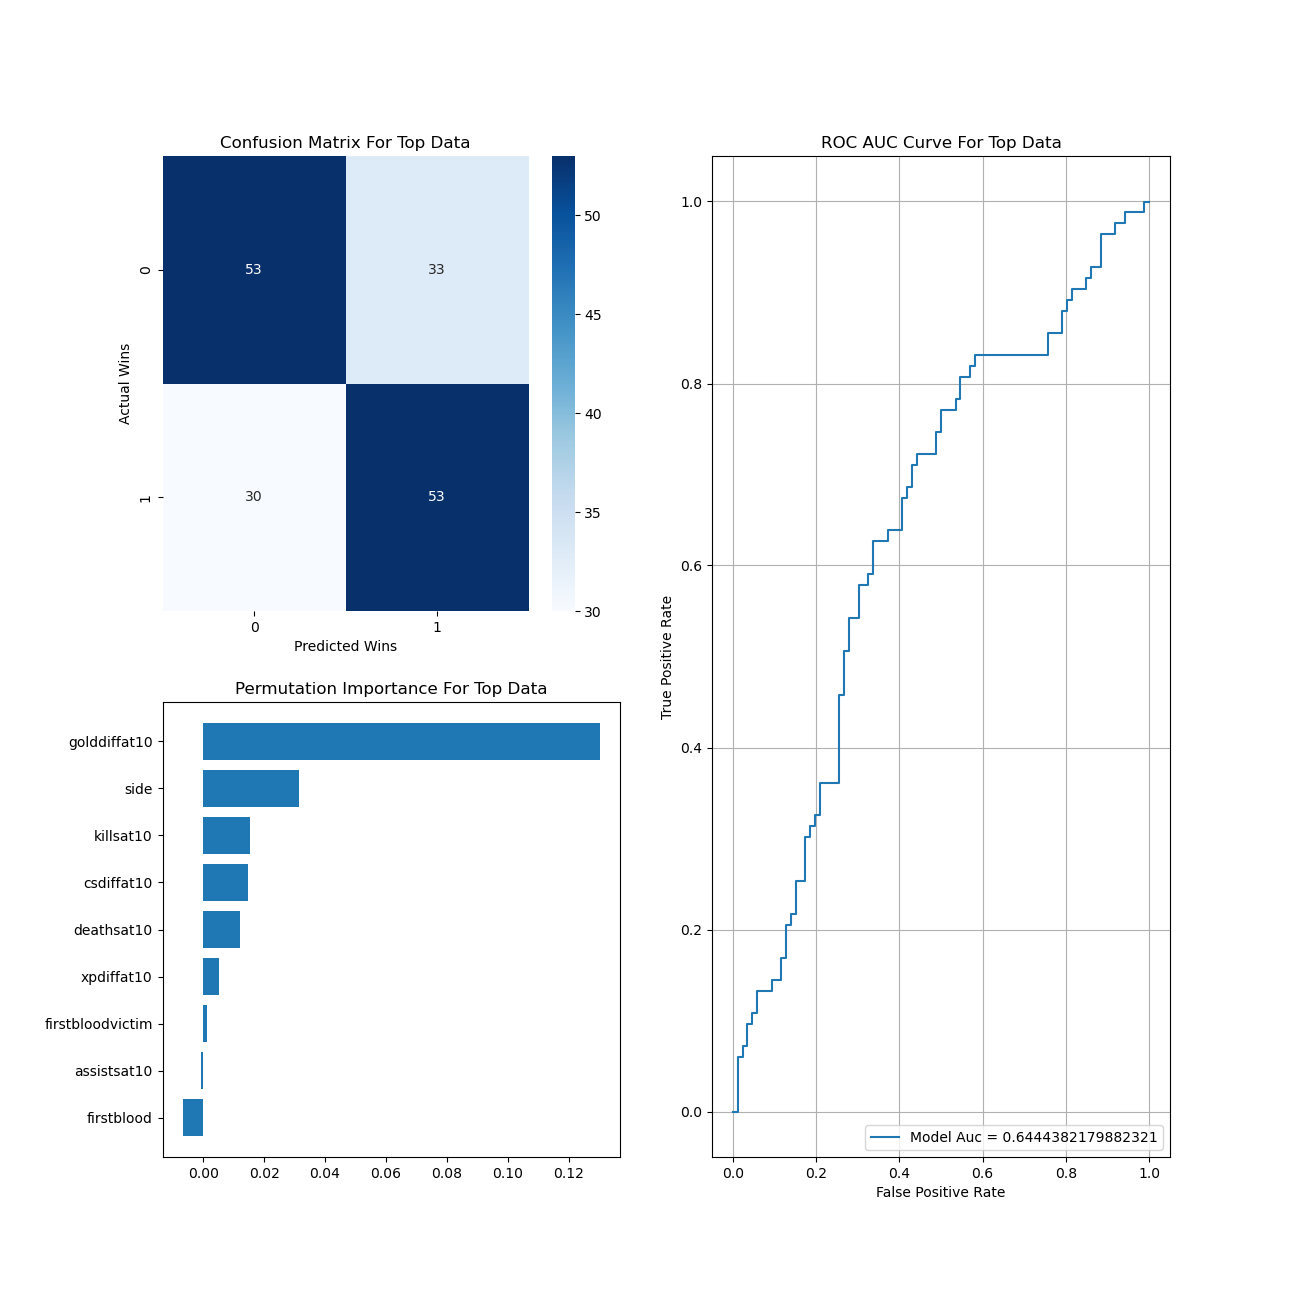 Confusion Matrix For Top Data
0
1
Actual Wins
53
33
30
53
0
1
Predicted Wins
50
45
40
35
30
Permutation Importance For Top Data
golddiffat10
side
killsat10
csdiffat10
deathsat10
xpdiffat10
firstbloodvictim
assistsat10
firstblood
0.00
0.02
0.04
0.06
0.08
0.10
0.12
ROC AUC Curve For Top Data
True Positive Rate
1.0
0.8
0.6
0.4
0.2
0.0
Model Auc = 0.6444382179882321
0.0
0.2
0.4
0.6
0.8
1.0
False Positive Rate